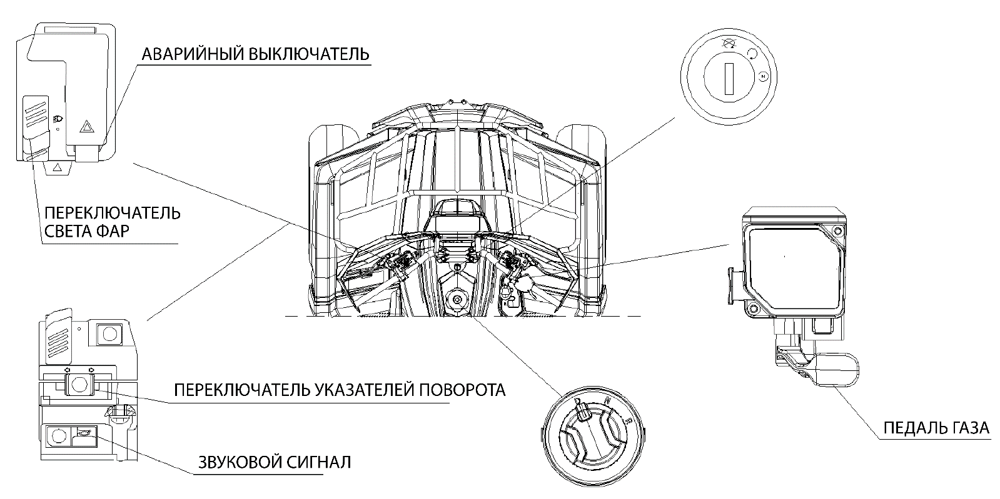 АВАРИЙНЫЙ ВЫКЛЮЧАТЕЛЬ
ПЕРЕКЛЮЧАТЕЛЬ
СВЕТА ФАР
ПЕРЕКЛЮЧАТЕЛЬ УКАЗАТЕЛЕЙ ПОВОРОТА
ЗВУКОВОЙ СИГНАЛ
N
D N R
ПЕДАЛЬ ГАЗА